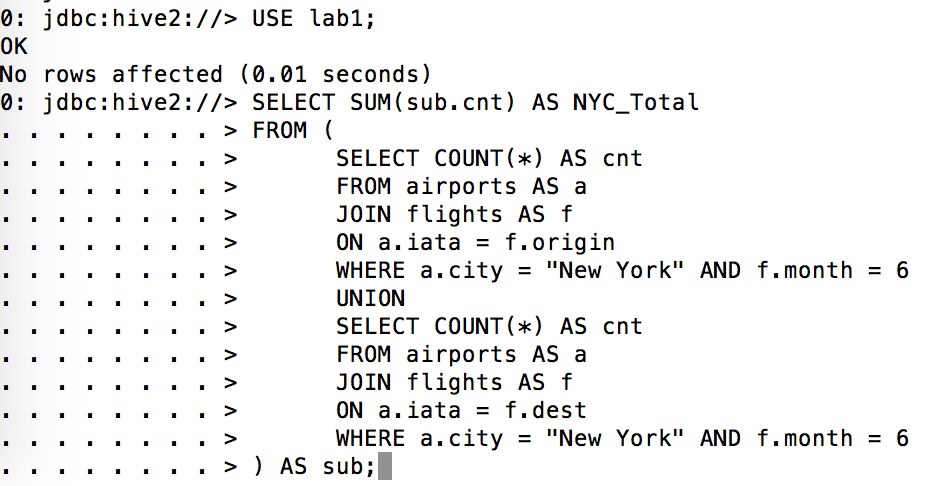 0: jdbc:hive2://> USE lab1;
OK
No rows affected (0.01 seconds)
0: jdbc:hive2://> SELECT SUM(sub.cnt) AS NYC_Total
. . . . . . . . > FROM (
. . . . . . . . >       SELECT COUNT(*) AS cnt
. . . . . . . . >       FROM airports AS a
. . . . . . . . >       JOIN flights AS f
. . . . . . . . >       ON a.iata = f.origin
. . . . . . . . >       WHERE a.city = "New York" AND f.month = 6
. . . . . . . . >       UNION
. . . . . . . . >       SELECT COUNT(*) AS cnt
. . . . . . . . >       FROM airports AS a
. . . . . . . . >       JOIN flights AS f
. . . . . . . . >       ON a.iata = f.dest
. . . . . . . . >       WHERE a.city = "New York" AND f.month = 6
. . . . . . . . > ) AS sub;